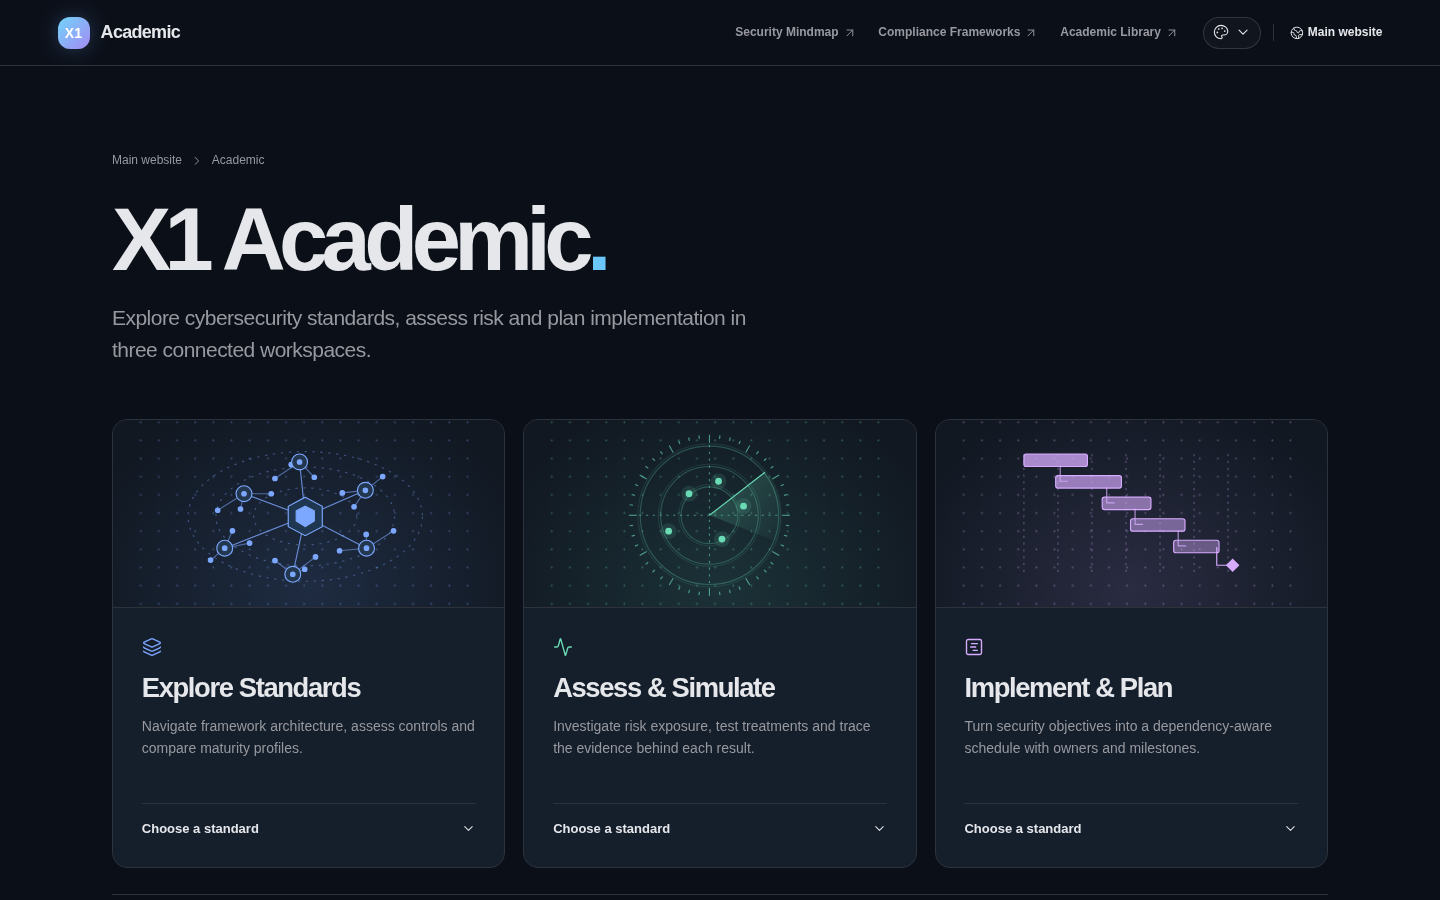 X1 Academic
Security Mindmap
Compliance Frameworks
Academic Library
Main website
Main website
Academic
X1 Academic.
Explore cybersecurity standards, assess risk and plan implementation in
three connected workspaces.
Explore Standards
Navigate framework architecture, assess controls and
compare maturity profiles.
Choose a standard
Assess & Simulate
Investigate risk exposure, test treatments and trace
the evidence behind each result.
Choose a standard
Implement & Plan
Turn security objectives into a dependency-aware
schedule with owners and milestones.
Choose a standard